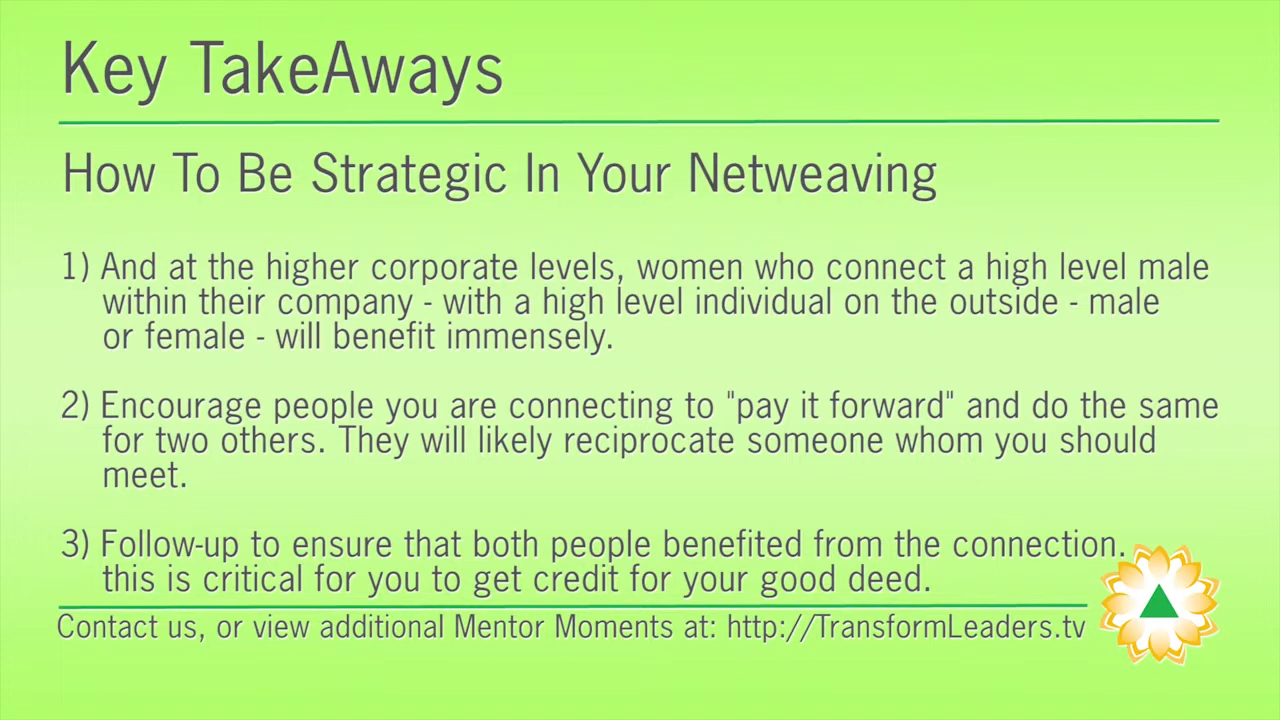 Key TakeAways
How To Be Strategic In Your Netweaving
1) And at the higher corporate levels, women who connect a high level male
within their company - with a high level individual on the outside - male
or female - will benefit immensely.
2) Encourage people you are connecting to "pay it forward" and do the same
for two others. They will likely reciprocate someone whom you should
meet.
3) Follow-up to ensure that both people benefited from the connection.
this is critical for you to get credit for your good deed.
Contact us, or view additional Mentor Moments at: http://TransformLeaders.tv